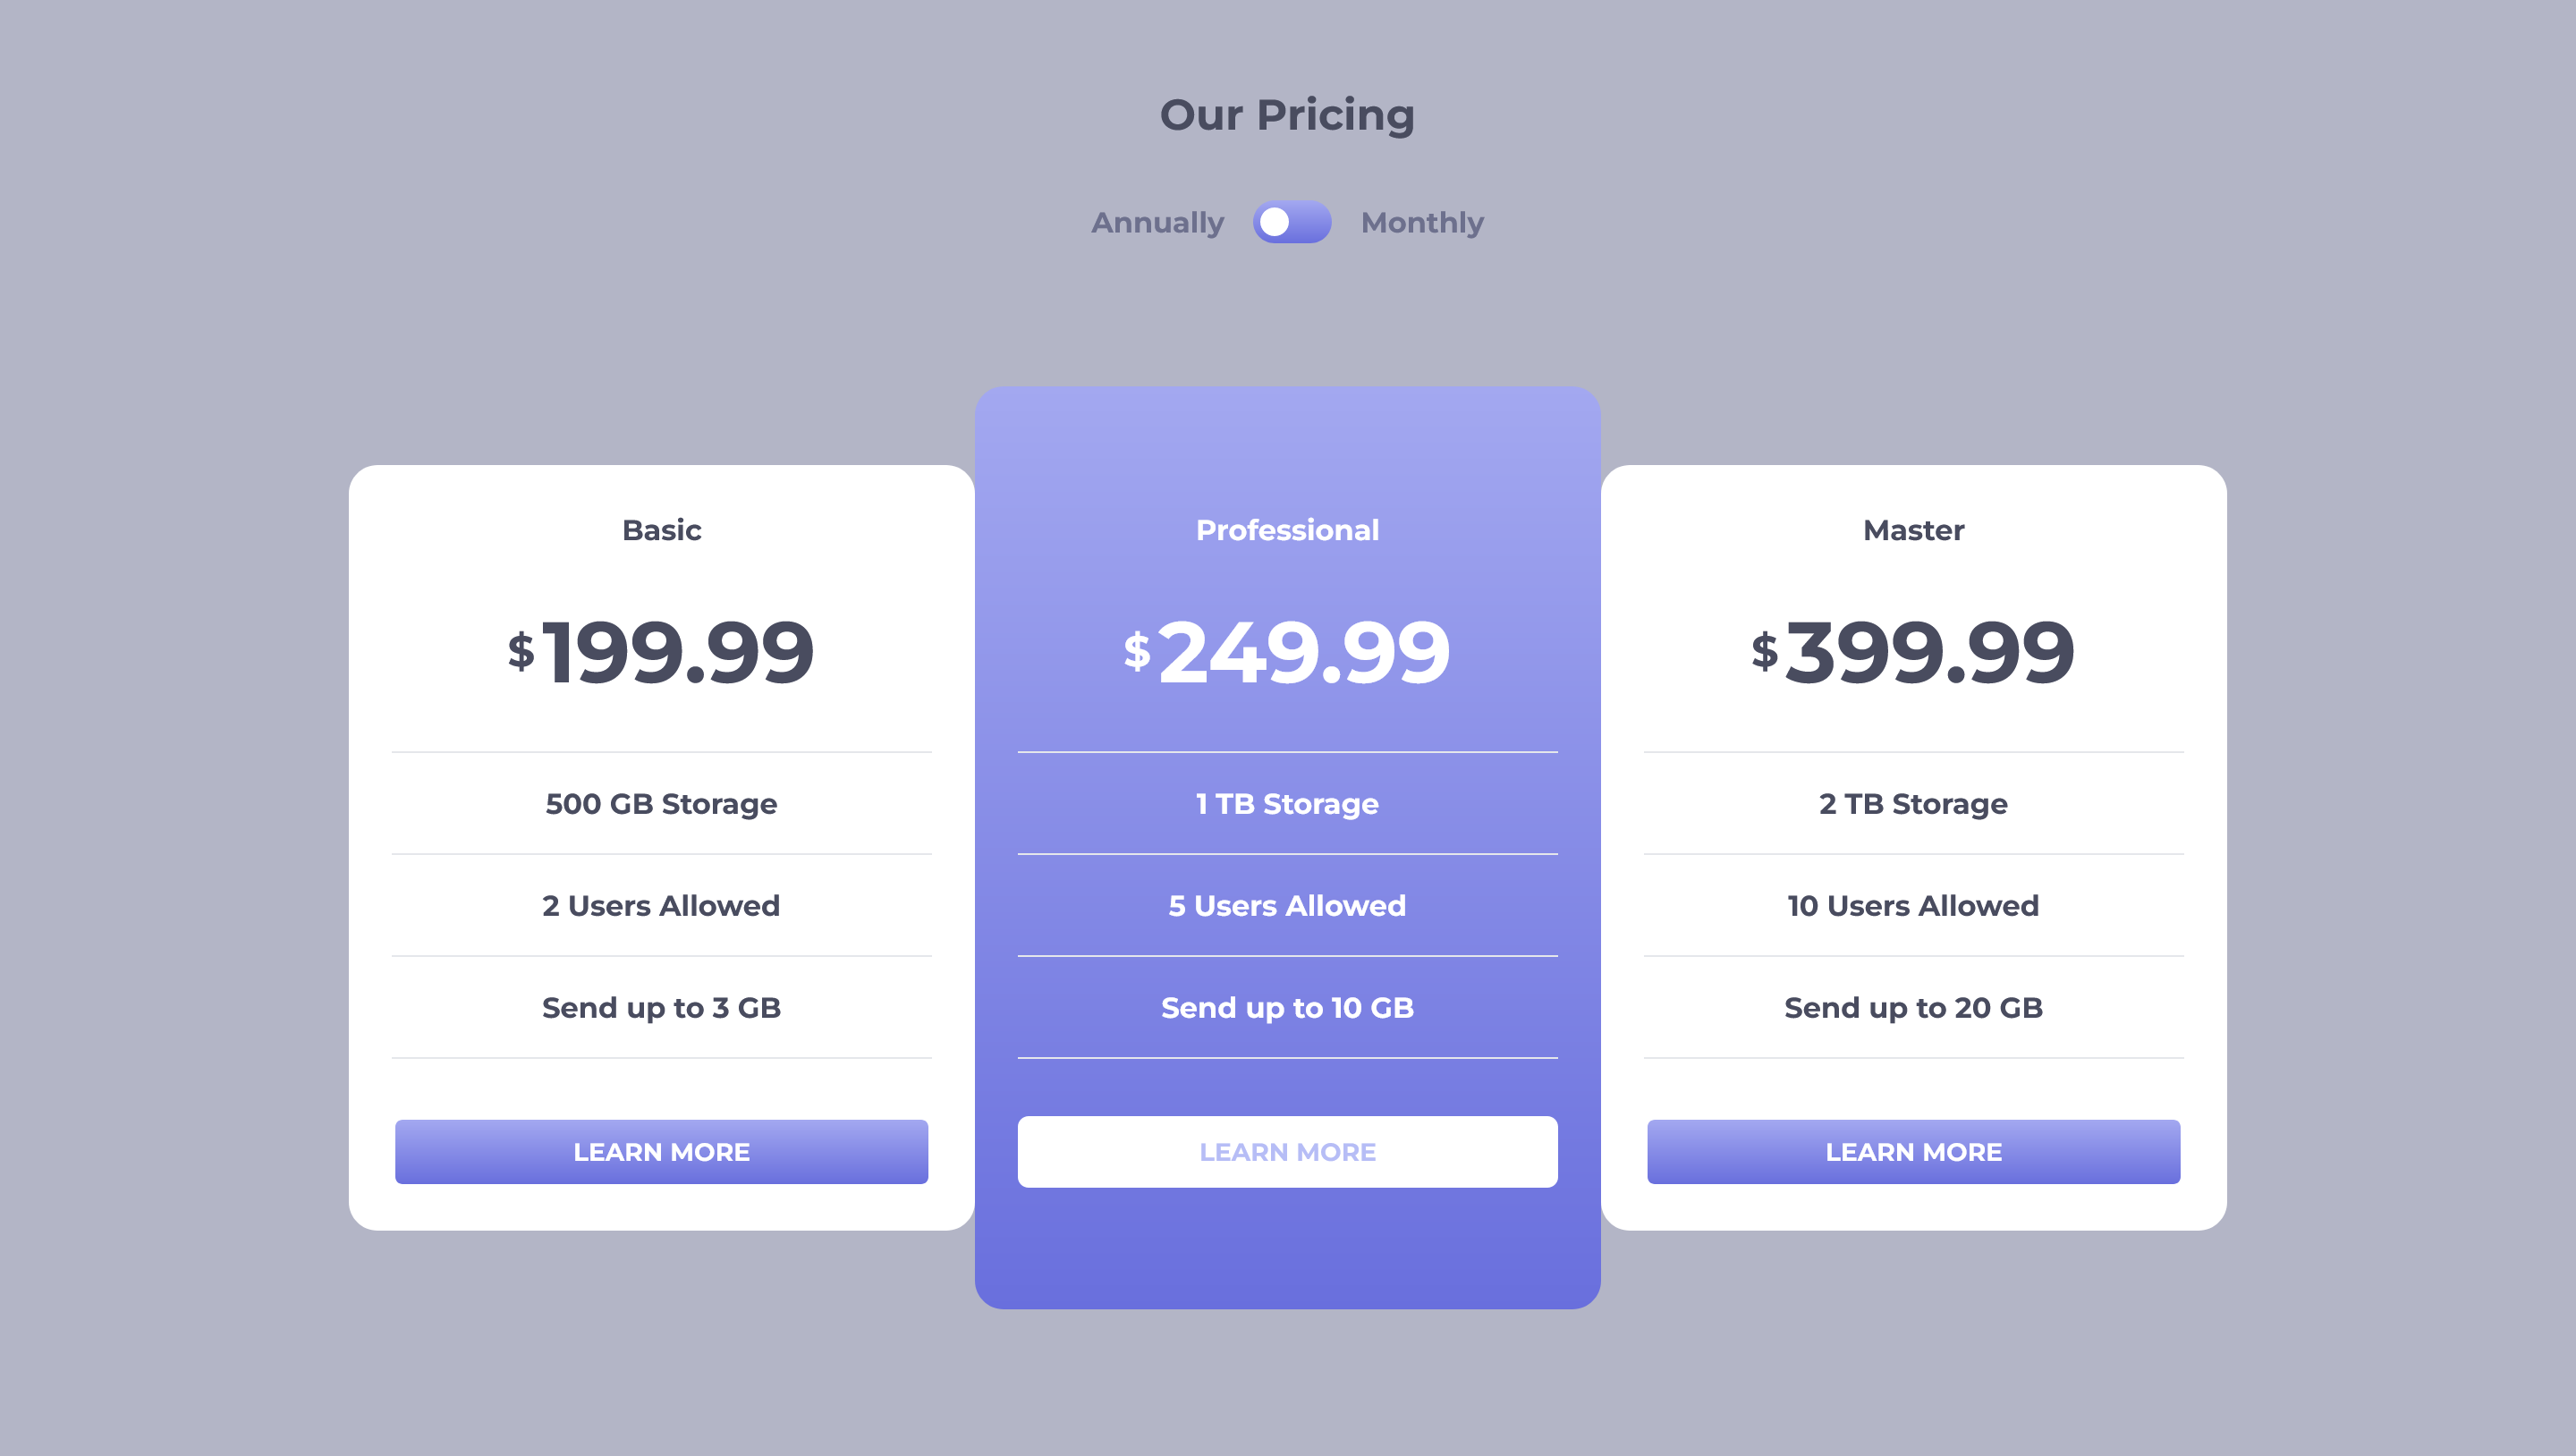 Our Pricing
Annually Monthly
Basic
$199.99
500 GB Storage
2 Users Allowed
Send up to 3 GB
LEARN MORE
Professional
$249.99
1 TB Storage
5 Users Allowed
Send up to 10 GB
LEARN MORE
Master
$399.99
2 TB Storage
10 Users Allowed
Send up to 20 GB
LEARN MORE